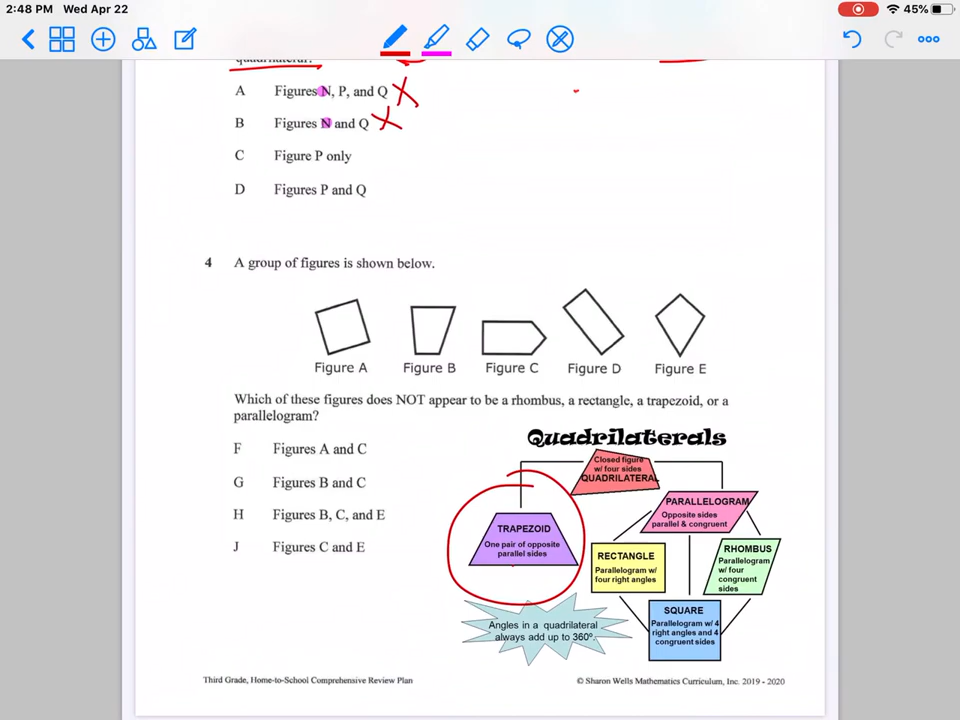 2:48 PM Wed Apr 22
45%
quadrilateral?
A Figures N, P, and Q
B Figures N and Q
C Figure P only
D Figures P and Q
4 A group of figures is shown below.
Figure A Figure B Figure C Figure D Figure E
Which of these figures does NOT appear to be a rhombus, a rectangle, a trapezoid, or a
parallelogram?
F Figures A and C
G Figures B and C
H Figures B, C, and E
J Figures C and E
Quadrilaterals
Closed figure
w/ four sides
QUADRILATERAL
PARALLELOGRAM
Opposite sides
parallel & congruent
TRAPEZOID
One pair of opposite
parallel sides
RECTANGLE
Parallelogram w/
four right angles
RHOMBUS
Parallelogram
w/ four
congruent
sides
SQUARE
Parallelogram w/ 4
right angles and 4
congruent sides
Angles in a quadrilateral
always add up to 360º.
Third Grade, Home-to-School Comprehensive Review Plan
© Sharon Wells Mathematics Curriculum, Inc. 2019 - 2020